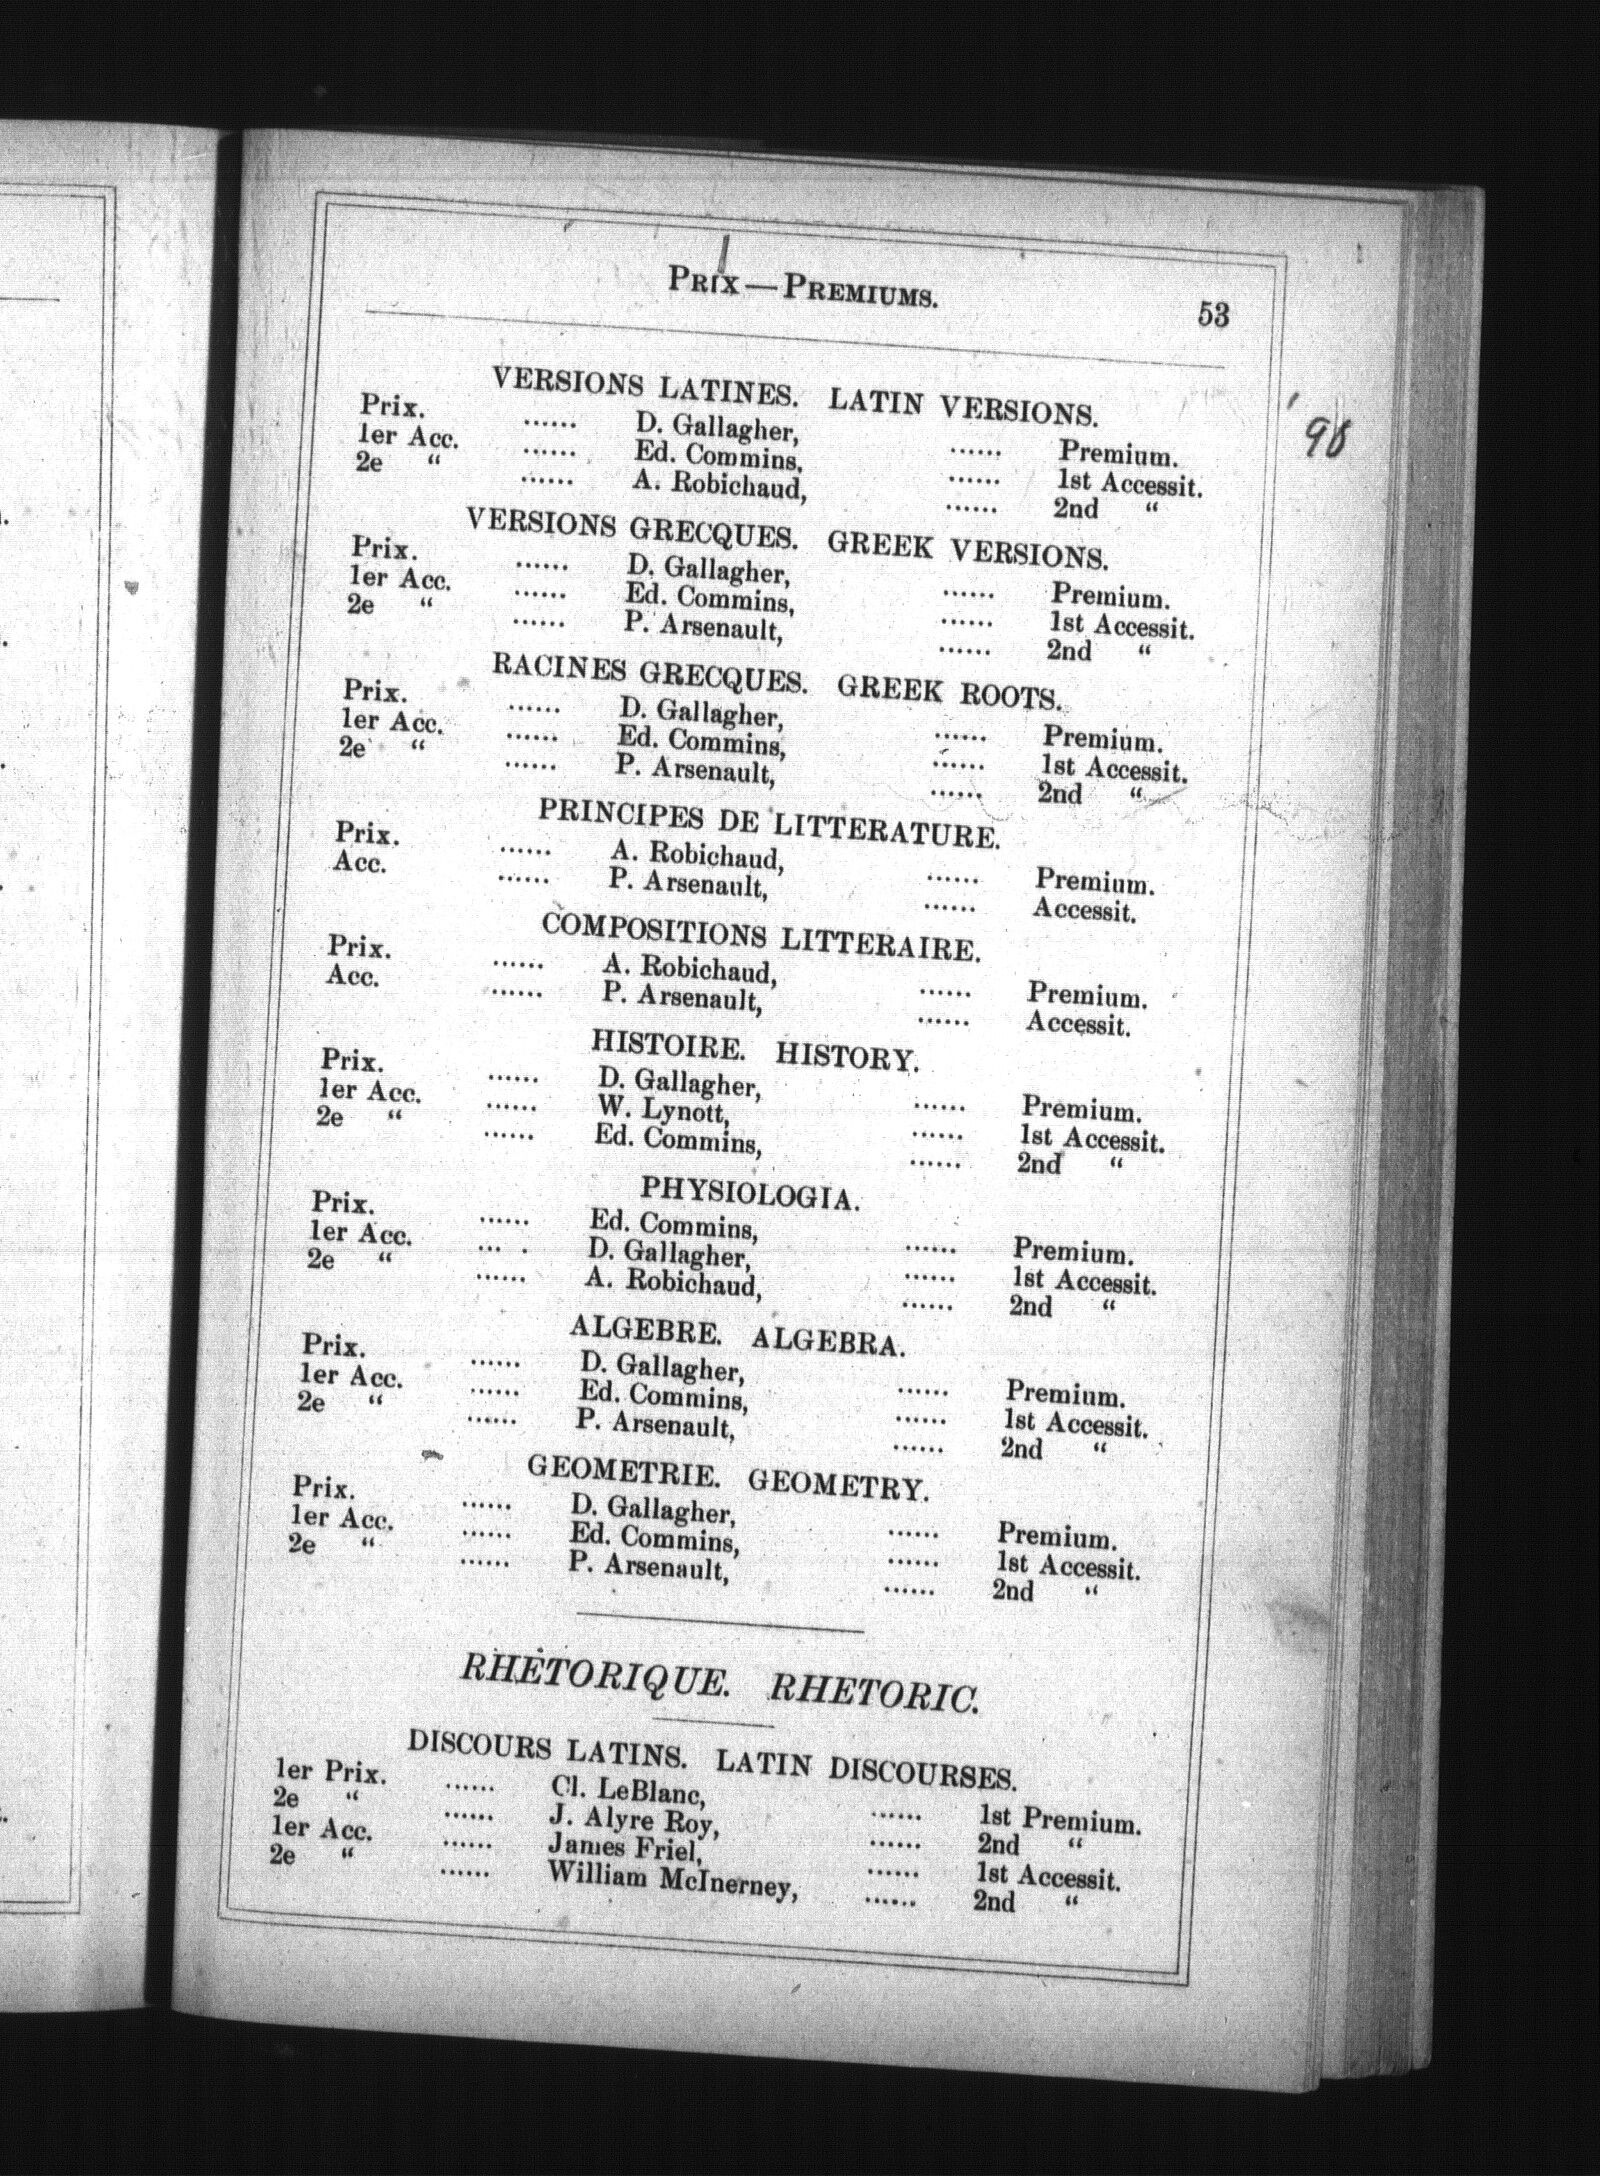 PRIX—PREMIUMS. 53
'98
VERSIONS LATINES. LATIN VERSIONS.
Prix. ...... D. Gallagher, ...... Premium.
1er Acc. ...... Ed. Commins, ...... 1st Accessit.
2e “ ...... A. Robichaud, ...... 2nd “
VERSIONS GRECQUES. GREEK VERSIONS.
Prix. ...... D. Gallagher, ...... Premium.
1er Acc. ...... Ed. Commins, ...... 1st Accessit.
2e “ ...... P. Arsenault, ...... 2nd “
RACINES GRECQUES. GREEK ROOTS.
Prix. ...... D. Gallagher, ...... Premium.
1er Acc. ...... Ed. Commins, ...... 1st Accessit.
2e “ ...... P. Arsenault, ...... 2nd “
PRINCIPES DE LITTERATURE.
Prix. ...... A. Robichaud, ...... Premium.
Acc. ...... P. Arsenault, ...... Accessit.
COMPOSITIONS LITTERAIRE.
Prix. ...... A. Robichaud, ...... Premium.
Acc. ...... P. Arsenault, ...... Accessit.
HISTOIRE. HISTORY.
Prix. ...... D. Gallagher, ...... Premium.
1er Acc. ...... W. Lynott, ...... 1st Accessit.
2e “ ...... Ed. Commins, ...... 2nd “
PHYSIOLOGIA.
Prix. ...... Ed. Commins, ...... Premium.
1er Acc. ... . D. Gallagher, ...... 1st Accessit.
2e “ ...... A. Robichaud, ...... 2nd “
ALGEBRE. ALGEBRA.
Prix. ...... D. Gallagher, ...... Premium.
1er Acc. ...... Ed. Commins, ...... 1st Accessit.
2e “ ...... P. Arsenault, ...... 2nd “
GEOMETRIE. GEOMETRY.
Prix. ...... D. Gallagher, ...... Premium.
1er Acc. ...... Ed. Commins, ...... 1st Accessit.
2e “ ...... P. Arsenault, ...... 2nd “
RHÉTORIQUE. RHETORIC.
DISCOURS LATINS. LATIN DISCOURSES.
1er Prix. ...... Cl. LeBlanc, ...... 1st Premium.
2e “ ...... J. Alyre Roy, ...... 2nd “
1er Acc. ...... James Friel, ...... 1st Accessit.
2e “ ...... William McInerney, ...... 2nd “